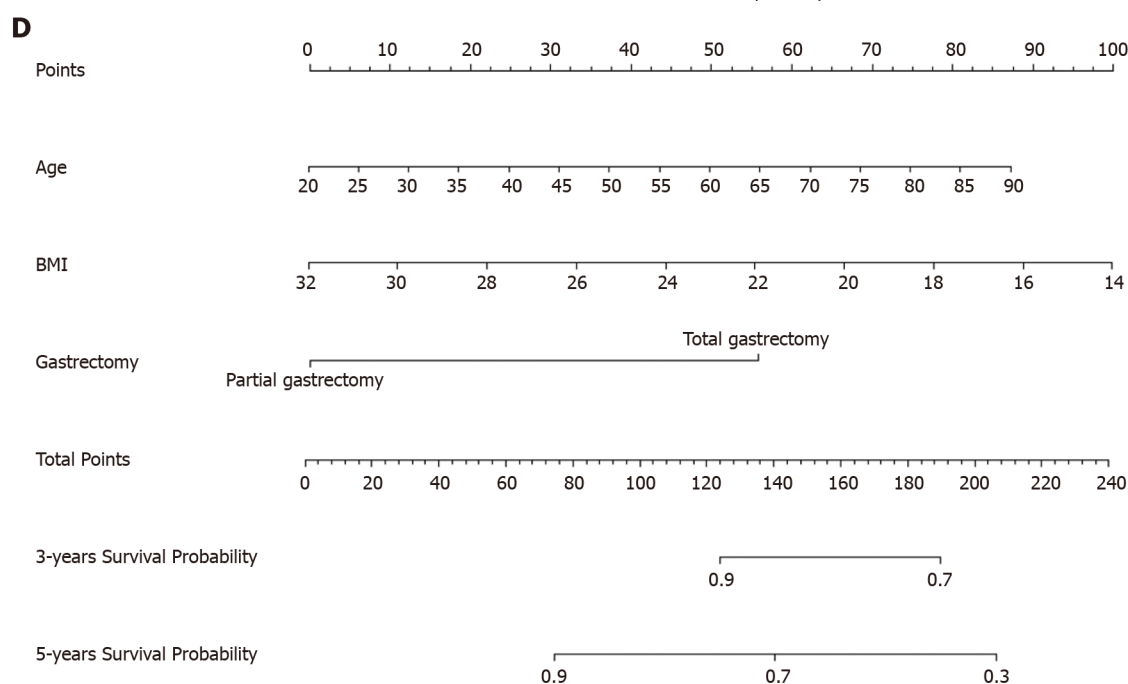 D
0 10 20 30 40 50 60 70 80 90 100
Points
Age
20 25 30 35 40 45 50 55 60 65 70 75 80 85 90
BMI
32 30 28 26 24 22 20 18 16 14
Total gastrectomy
Gastrectomy
Partial gastrectomy
Total Points
0 20 40 60 80 100 120 140 160 180 200 220 240
3-years Survival Probability
0.9 0.7
5-years Survival Probability
0.9 0.7 0.3